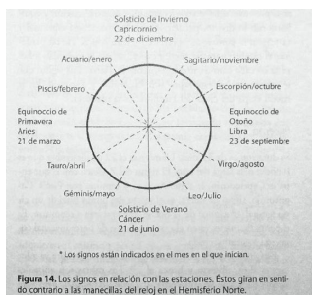 Solsticio de Invierno
Capricornio
22 de diciembre
Acuario/enero
Sagitario/noviembre
Piscis/febrero
Escorpión/octubre
Equinoccio de
Primavera
Aries
21 de marzo
Equinoccio de
Otoño
Libra
23 de septiembre
Tauro/abril
Virgo/agosto
Géminis/mayo
Leo/Julio
Solsticio de Verano
Cáncer
21 de junio
* Los signos están indicados en el mes en el que inician.
Figura 14. Los signos en relación con las estaciones. Éstos giran en senti-
do contrario a las manecillas del reloj en el Hemisferio Norte.